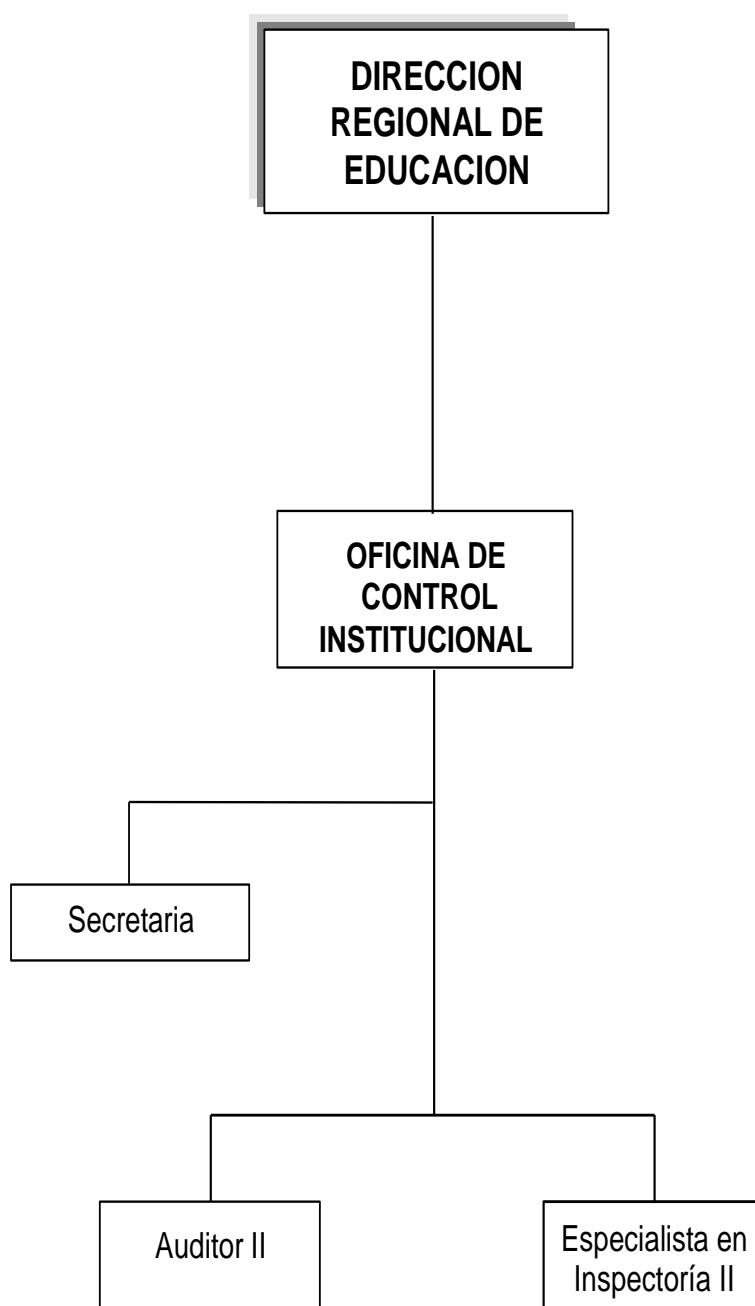 DIRECCION
REGIONAL DE
EDUCACION
OFICINA DE
CONTROL
INSTITUCIONAL
Secretaria
Auditor II
Especialista en
Inspectoría II